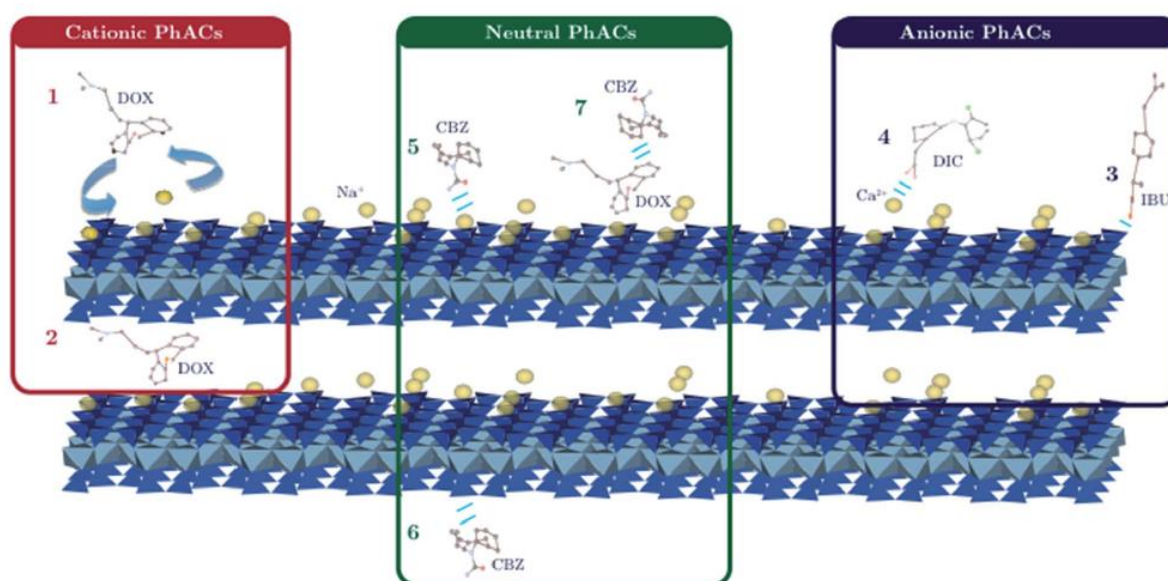 Cationic PhACs
Neutral PhACs
Anionic PhACs
1
DOX
2
DOX
Na⁺
5
CBZ
7
CBZ
DOX
6
CBZ
4
DIC
Ca²⁺
3
IBU